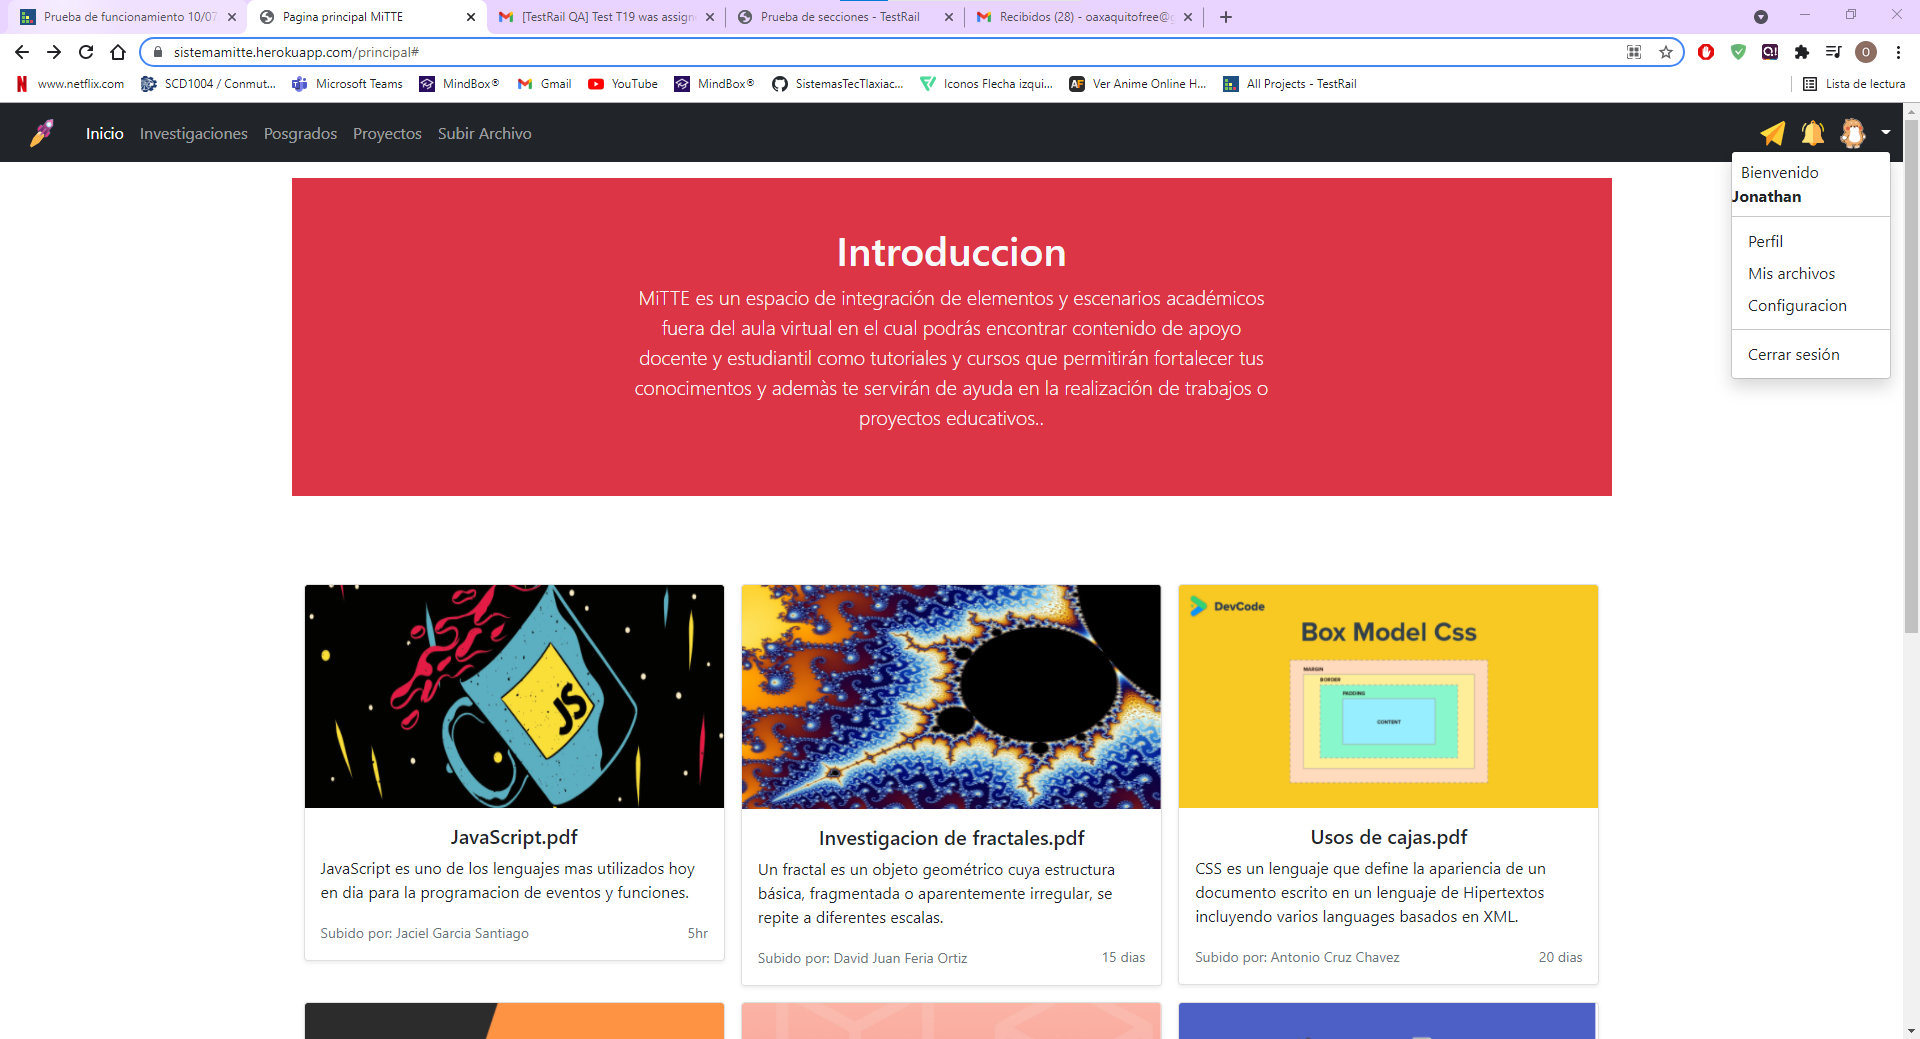 Prueba de funcionamiento 10/07
Pagina principal MiTTE
[TestRail QA] Test T19 was assign
Prueba de secciones - TestRail
Recibidos (28) - oaxaquitofree@g
sistemamitte.herokuapp.com/principal#
O
www.netflix.com
SCD1004 / Conmut...
Microsoft Teams
MindBox®
Gmail
YouTube
MindBox®
SistemasTecTlaxiac...
Iconos Flecha izqui...
AF
Ver Anime Online H...
All Projects - TestRail
Lista de lectura
Inicio
Investigaciones
Posgrados
Proyectos
Subir Archivo
Bienvenido
Jonathan
Perfil
Mis archivos
Configuracion
Cerrar sesión
Introduccion
MiTTE es un espacio de integración de elementos y escenarios académicos
fuera del aula virtual en el cual podrás encontrar contenido de apoyo
docente y estudiantil como tutoriales y cursos que permitirán fortalecer tus
conocimentos y ademàs te servirán de ayuda en la realización de trabajos o
proyectos educativos..
JS
JavaScript.pdf
JavaScript es uno de los lenguajes mas utilizados hoy
en dia para la programacion de eventos y funciones.
Subido por: Jaciel Garcia Santiago
5hr
Investigacion de fractales.pdf
Un fractal es un objeto geométrico cuya estructura
básica, fragmentada o aparentemente irregular, se
repite a diferentes escalas.
Subido por: David Juan Feria Ortiz
15 dias
DevCode
Box Model Css
MARGIN
BORDER
PADDING
CONTENT
Usos de cajas.pdf
CSS es un lenguaje que define la apariencia de un
documento escrito en un lenguaje de Hipertextos
incluyendo varios languages basados en XML.
Subido por: Antonio Cruz Chavez
20 dias